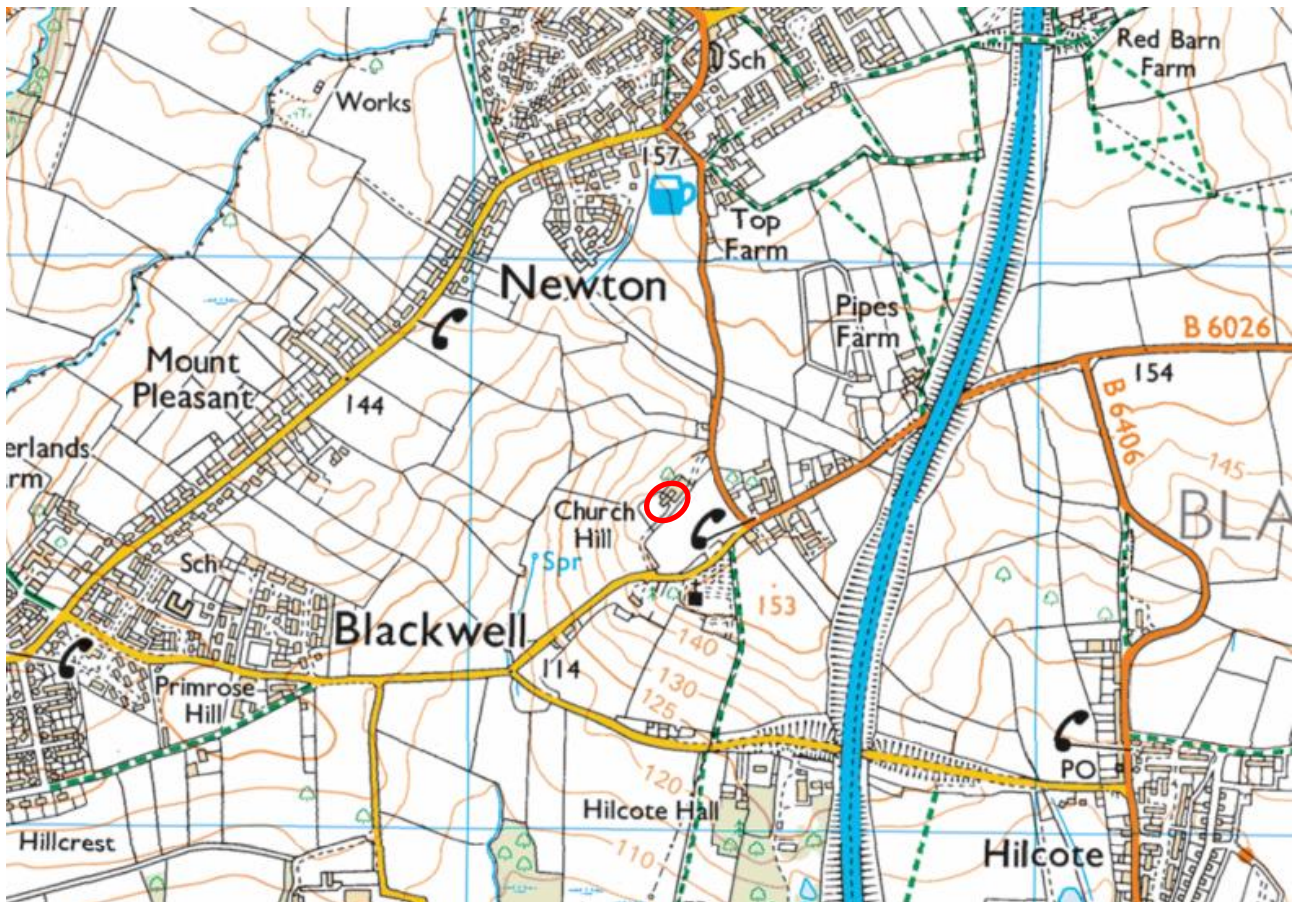 Sch
Red Barn
Farm
Works
157
Top
Farm
Newton
Pipes
Farm
B 6026
Mount
Pleasant
154
144
B 6406
erlands
rm
145
BLA
Church
Hill
Spr
Sch
153
Blackwell
140
114
130
Primrose
Hill
125
PO
120
Hilcote Hall
Hillcrest
110
Hilcote